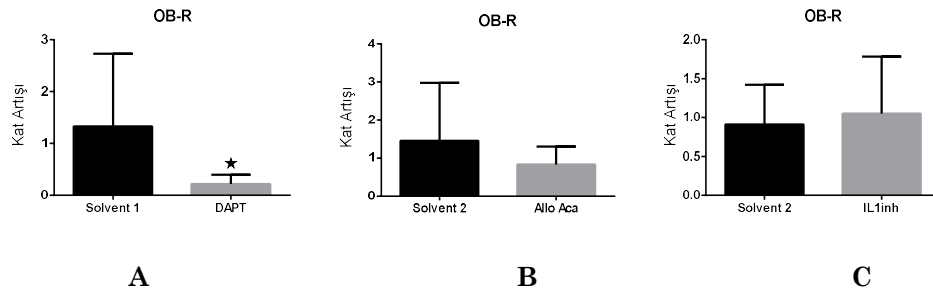 OB-R
Kat Artışı
3
2
1
0
Solvent 1
DAPT
A
OB-R
Kat Artışı
4
3
2
1
0
Solvent 2
Allo Aca
B
OB-R
Kat Artışı
2.0
1.5
1.0
0.5
0.0
Solvent 2
IL1inh
C